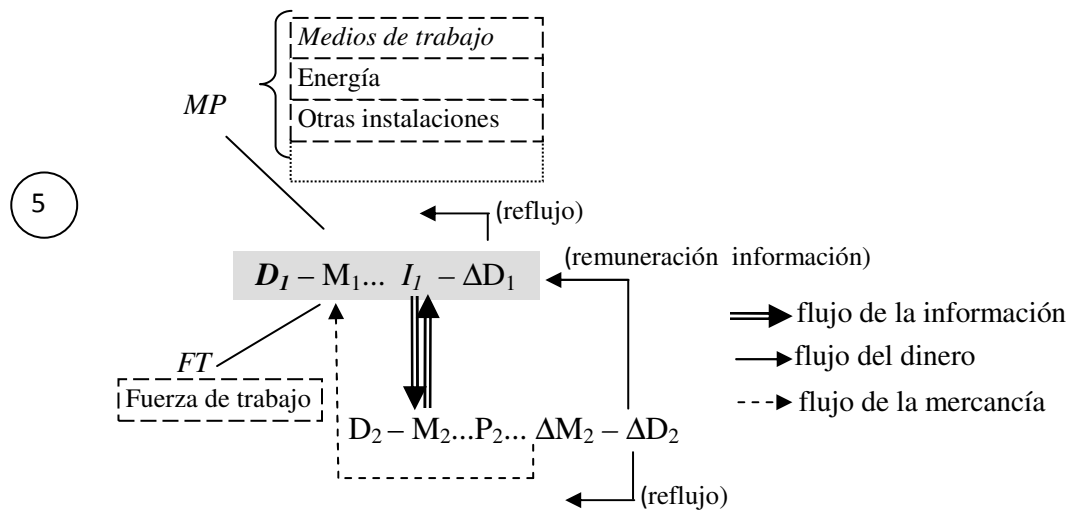 Medios de trabajo
Energía
MP
Otras instalaciones
5
(reflujo)
(remuneración información)
D₁ – M₁... I₁ – ΔD₁
flujo de la información
flujo del dinero
FT
Fuerza de trabajo
flujo de la mercancía
D₂ – M₂...P₂... ΔM₂ – ΔD₂
(reflujo)